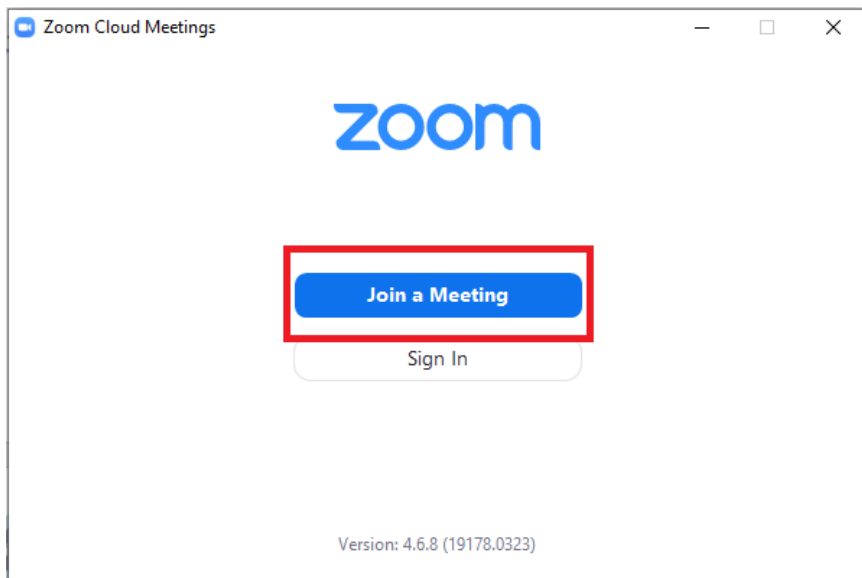 Zoom Cloud Meetings
zoom
Join a Meeting
Sign In
Version: 4.6.8 (19178.0323)